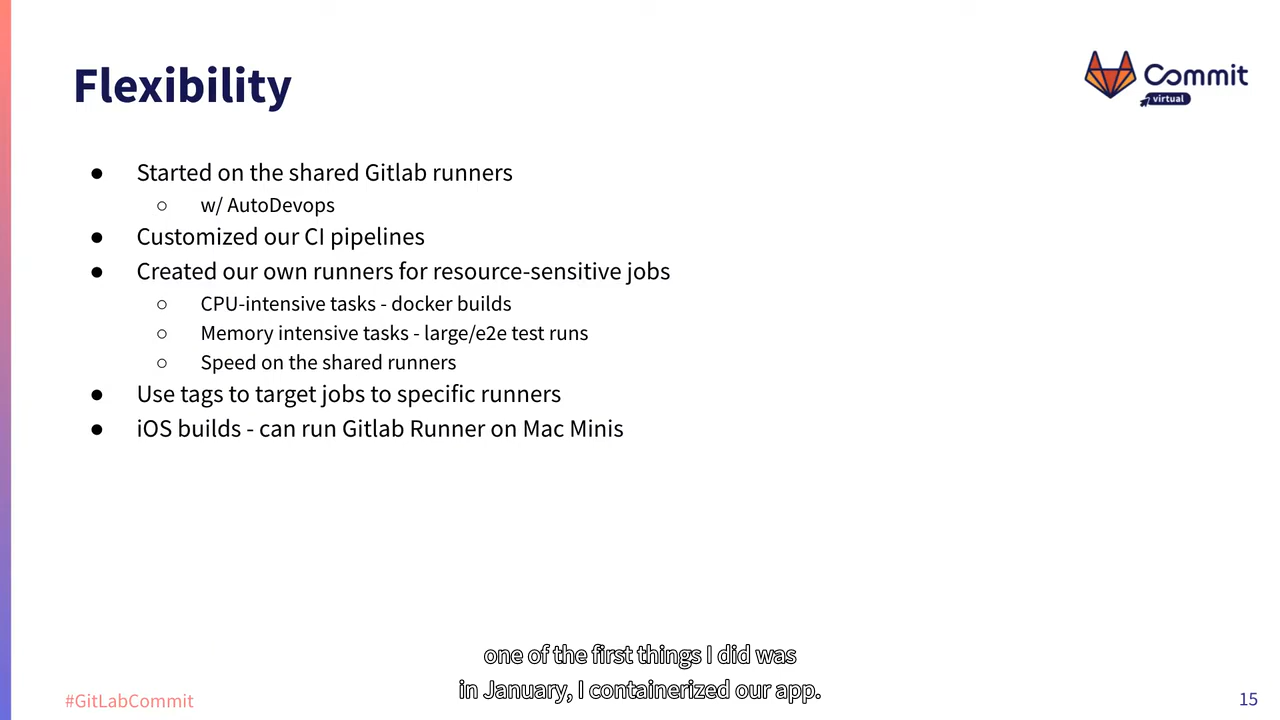 Flexibility
Commit
virtual
● Started on the shared Gitlab runners
○ w/ AutoDevops
● Customized our CI pipelines
● Created our own runners for resource-sensitive jobs
○ CPU-intensive tasks - docker builds
○ Memory intensive tasks - large/e2e test runs
○ Speed on the shared runners
● Use tags to target jobs to specific runners
● iOS builds - can run Gitlab Runner on Mac Minis
one of the first things I did was
in January, I containerized our app.
#GitLabCommit
15